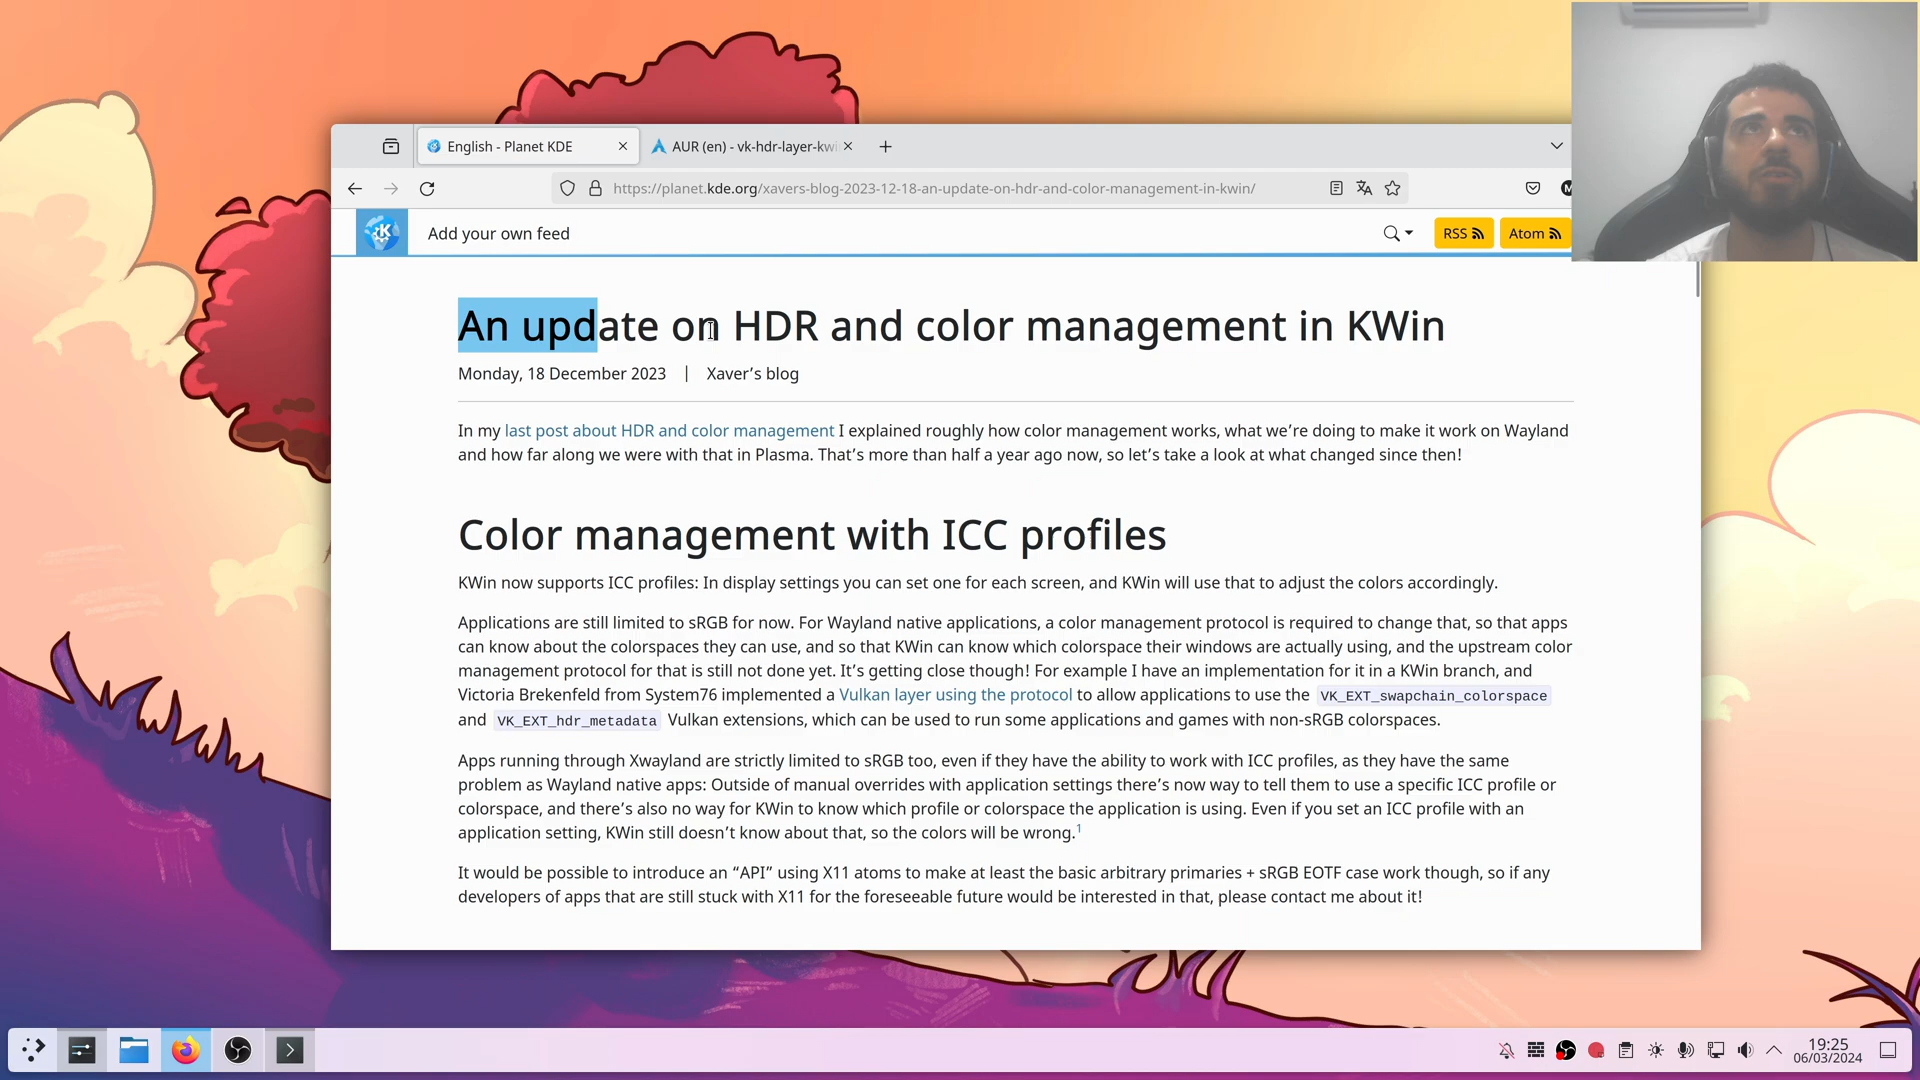 English - Planet KDE
AUR (en) - vk-hdr-layer-kwi
https://planet.kde.org/xavers-blog-2023-12-18-an-update-on-hdr-and-color-management-in-kwin/
Add your own feed
RSS
Atom
An update on HDR and color management in KWin
Monday, 18 December 2023 | Xaver's blog
In my last post about HDR and color management I explained roughly how color management works, what we're doing to make it work on Wayland
and how far along we were with that in Plasma. That's more than half a year ago now, so let's take a look at what changed since then!
Color management with ICC profiles
KWin now supports ICC profiles: In display settings you can set one for each screen, and KWin will use that to adjust the colors accordingly.
Applications are still limited to sRGB for now. For Wayland native applications, a color management protocol is required to change that, so that apps
can know about the colorspaces they can use, and so that KWin can know which colorspace their windows are actually using, and the upstream color
management protocol for that is still not done yet. It's getting close though! For example I have an implementation for it in a KWin branch, and
Victoria Brekenfeld from System76 implemented a Vulkan layer using the protocol to allow applications to use the VK_EXT_swapchain_colorspace
and VK_EXT_hdr_metadata Vulkan extensions, which can be used to run some applications and games with non-sRGB colorspaces.
Apps running through Xwayland are strictly limited to sRGB too, even if they have the ability to work with ICC profiles, as they have the same
problem as Wayland native apps: Outside of manual overrides with application settings there's now way to tell them to use a specific ICC profile or
colorspace, and there's also no way for KWin to know which profile or colorspace the application is using. Even if you set an ICC profile with an
application setting, KWin still doesn't know about that, so the colors will be wrong.1
It would be possible to introduce an “API” using X11 atoms to make at least the basic arbitrary primaries + sRGB EOTF case work though, so if any
developers of apps that are still stuck with X11 for the foreseeable future would be interested in that, please contact me about it!
19:25
06/03/2024